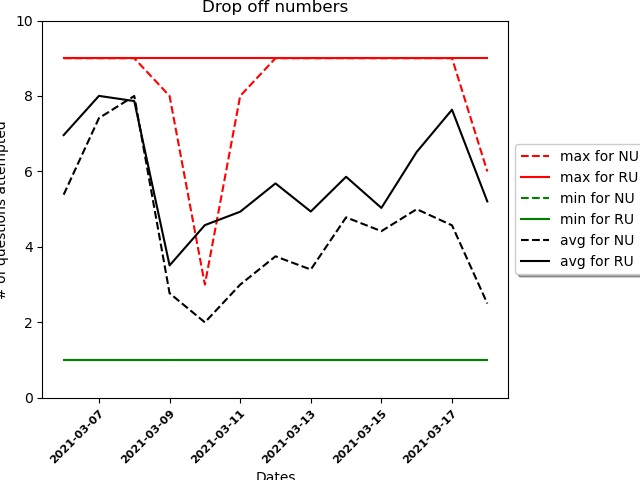 Drop off numbers
10
8
6
4
2
0
# of questions attempted
2021-03-07
2021-03-09
2021-03-11
2021-03-13
2021-03-15
2021-03-17
Dates
max for NU
max for RU
min for NU
min for RU
avg for NU
avg for RU